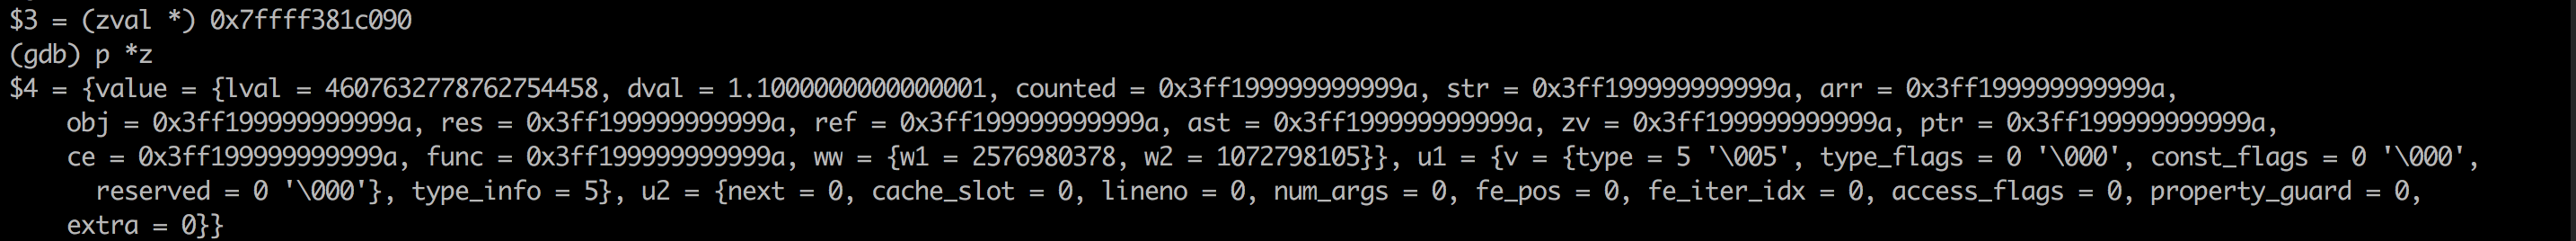 $3 = (zval *) 0x7ffff381c090
(gdb) p *z
$4 = {value = {lval = 4607632778762754458, dval = 1.1000000000000001, counted = 0x3ff199999999999a, str = 0x3ff199999999999a, arr = 0x3ff199999999999a,
    obj = 0x3ff199999999999a, res = 0x3ff199999999999a, ref = 0x3ff199999999999a, ast = 0x3ff199999999999a, zv = 0x3ff199999999999a, ptr = 0x3ff199999999999a,
    ce = 0x3ff199999999999a, func = 0x3ff199999999999a, ww = {w1 = 2576980378, w2 = 1072798105}}, u1 = {v = {type = 5 '\005', type_flags = 0 '\000', const_flags = 0 '\000',
      reserved = 0 '\000'}, type_info = 5}, u2 = {next = 0, cache_slot = 0, lineno = 0, num_args = 0, fe_pos = 0, fe_iter_idx = 0, access_flags = 0, property_guard = 0,
    extra = 0}}